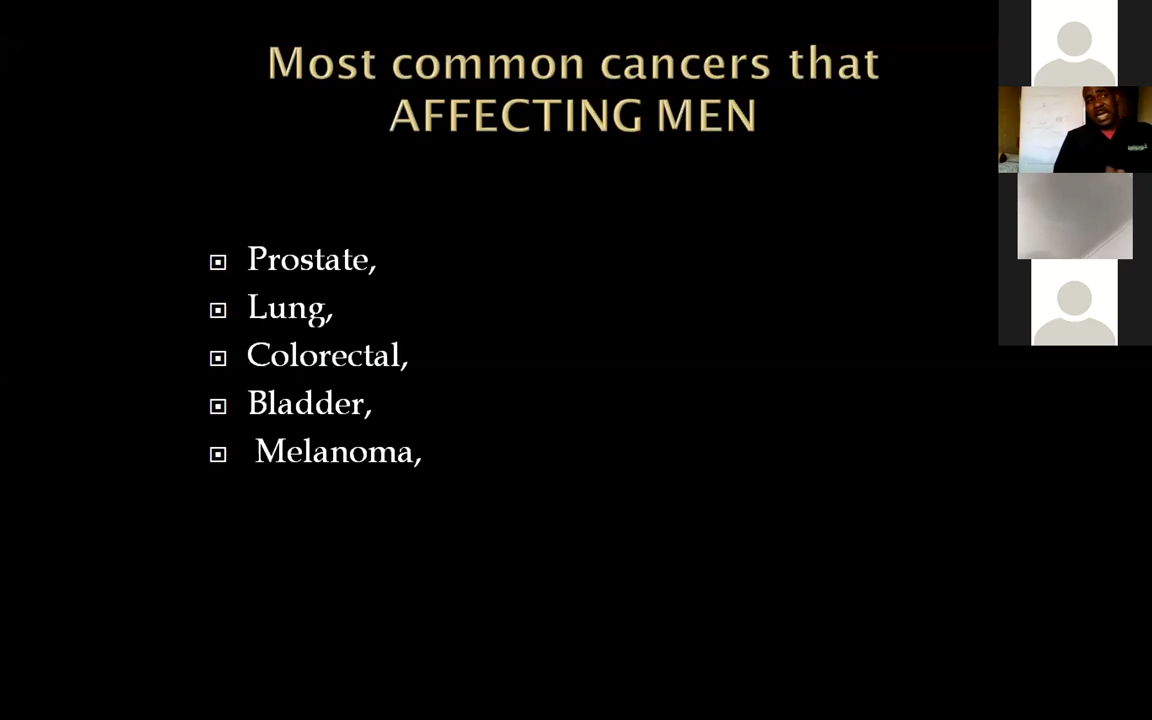 Most common cancers that
AFFECTING MEN
Prostate,
Lung,
Colorectal,
Bladder,
Melanoma,